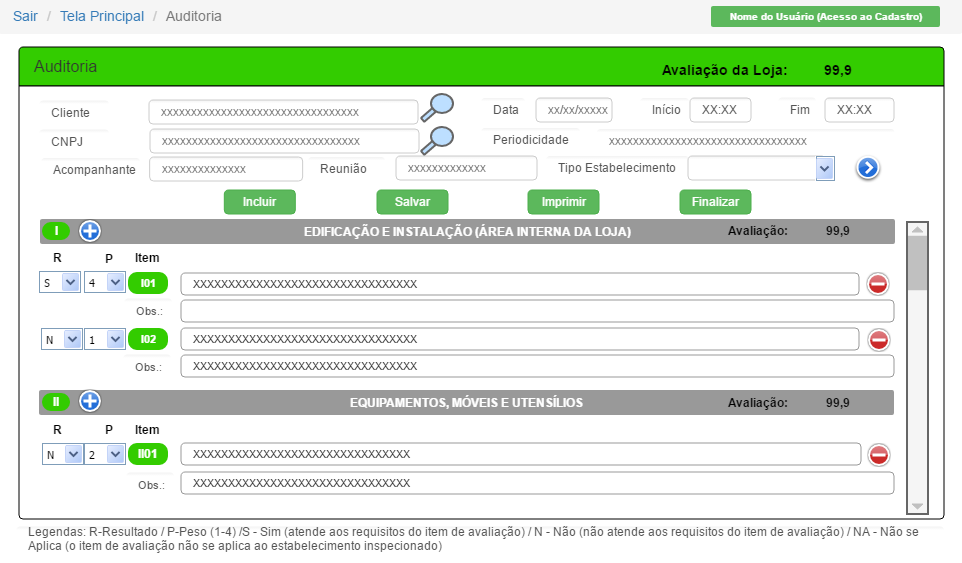 Sair / Tela Principal / Auditoria Nome do Usuário (Acesso ao Cadastro)
Auditoria Avaliação da Loja: 99,9
Cliente xxxxxxxxxxxxxxxxxxxxxxxxxxxxxxxxx Data xx/xx/xxxxx Início XX:XX Fim XX:XX
CNPJ xxxxxxxxxxxxxxxxxxxxxxxxxxxxxxxxx Periodicidade xxxxxxxxxxxxxxxxxxxxxxxxxxxxxxxxx
Acompanhante xxxxxxxxxxxxxx Reunião xxxxxxxxxxxxx Tipo Estabelecimento
Incluir Salvar Imprimir Finalizar
I EDIFICAÇÃO E INSTALAÇÃO (ÁREA INTERNA DA LOJA) Avaliação: 99,9
R P Item
S 4 I01 XXXXXXXXXXXXXXXXXXXXXXXXXXXXXXXX
Obs.:
N 1 I02 XXXXXXXXXXXXXXXXXXXXXXXXXXXXXXXX
Obs.: XXXXXXXXXXXXXXXXXXXXXXXXXXXXXXXX
II EQUIPAMENTOS, MÓVEIS E UTENSÍLIOS Avaliação: 99,9
R P Item
N 2 II01 XXXXXXXXXXXXXXXXXXXXXXXXXXXXXXX
Obs.: XXXXXXXXXXXXXXXXXXXXXXXXXXXXXXX
Legendas: R-Resultado / P-Peso (1-4) /S - Sim (atende aos requisitos do item de avaliação) / N - Não (não atende aos requisitos do item de avaliação) / NA - Não se
Aplica (o item de avaliação não se aplica ao estabelecimento inspecionado)